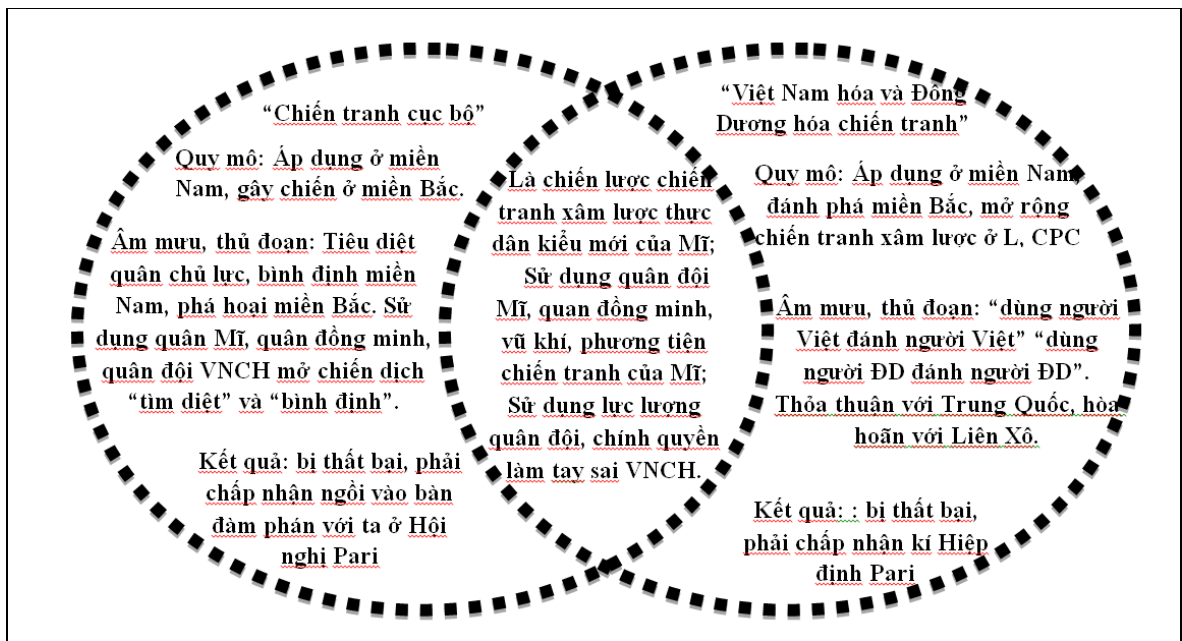 “Chiến tranh cục bộ”
Quy mô: Áp dụng ở miền
Nam, gây chiến ở miền Bắc.
Âm mưu, thủ đoạn: Tiêu diệt
quân chủ lực, bình định miền
Nam, phá hoại miền Bắc. Sử
dụng quân Mĩ, quân đồng minh,
quân đội VNCH mở chiến dịch
“tìm diệt” và “bình định”.
Kết quả: bị thất bại, phải
chấp nhận ngồi vào bàn
đàm phán với ta ở Hội
nghị Pari
Là chiến lược chiến
tranh xâm lược thực
dân kiểu mới của Mĩ;
Sử dụng quân đội
Mĩ, quan đồng minh,
vũ khí, phương tiện
chiến tranh của Mĩ;
Sử dụng lực lượng
quân đội, chính quyền
làm tay sai VNCH.
“Việt Nam hóa và Đông
Dương hóa chiến tranh”
Quy mô: Áp dụng ở miền Nam,
đánh phá miền Bắc, mở rộng
chiến tranh xâm lược ở L, CPC
Âm mưu, thủ đoạn: “dùng người
Việt đánh người Việt” “dùng
người ĐD đánh người ĐD”.
Thỏa thuận với Trung Quốc, hòa
hoãn với Liên Xô.
Kết quả: : bị thất bại,
phải chấp nhận kí Hiệp
định Pari